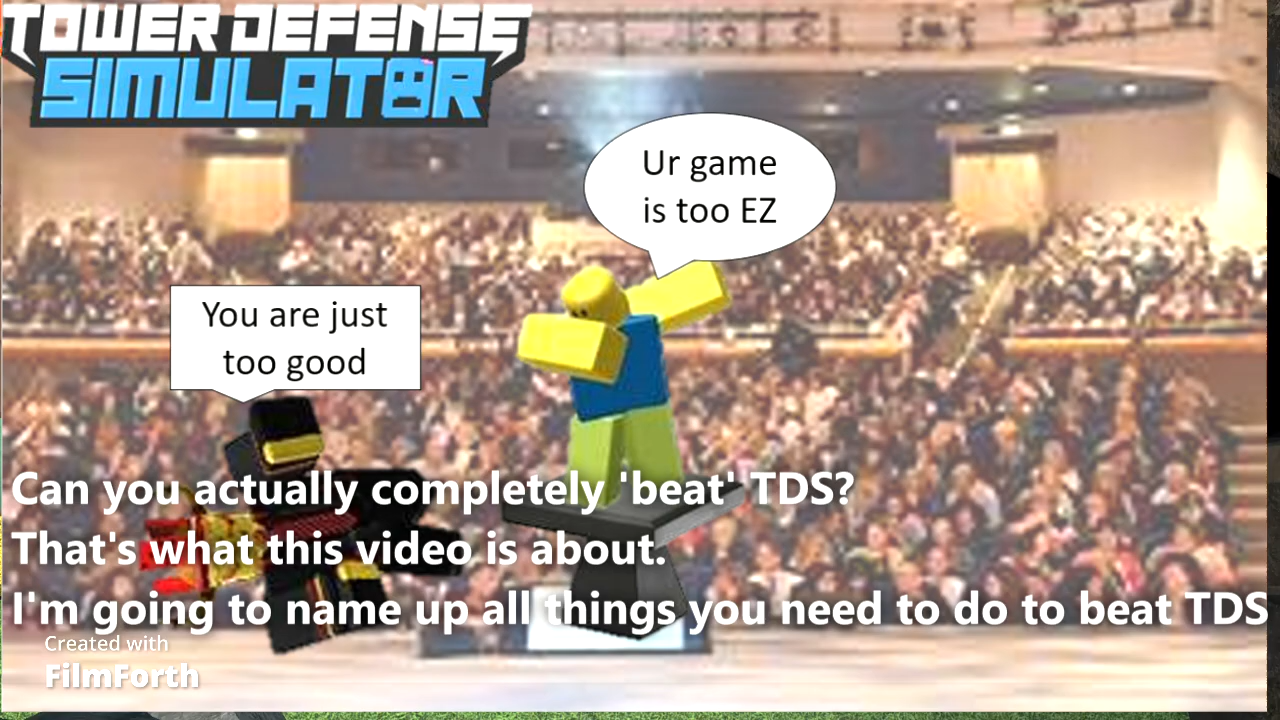 TOWER DEFENSE
SIMULATOR
Ur game
is too EZ
You are just
too good
Can you actually completely 'beat' TDS?
That's what this video is about.
I'm going to name up all things you need to do to beat TDS
Created with
FilmForth